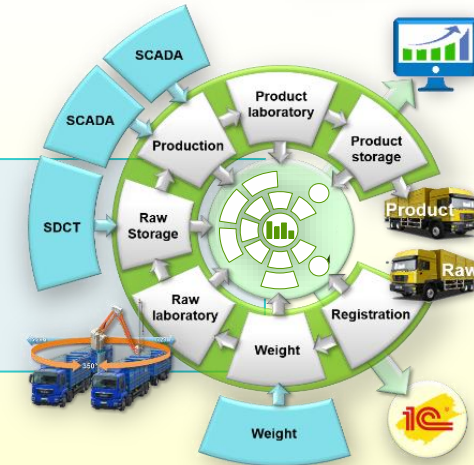 SCADA
SCADA
Product
laboratory
Production
Product
storage
SDCT
Raw
Storage
Product
Raw
Raw
laboratory
Registration
Weight
350°
1С
Weight